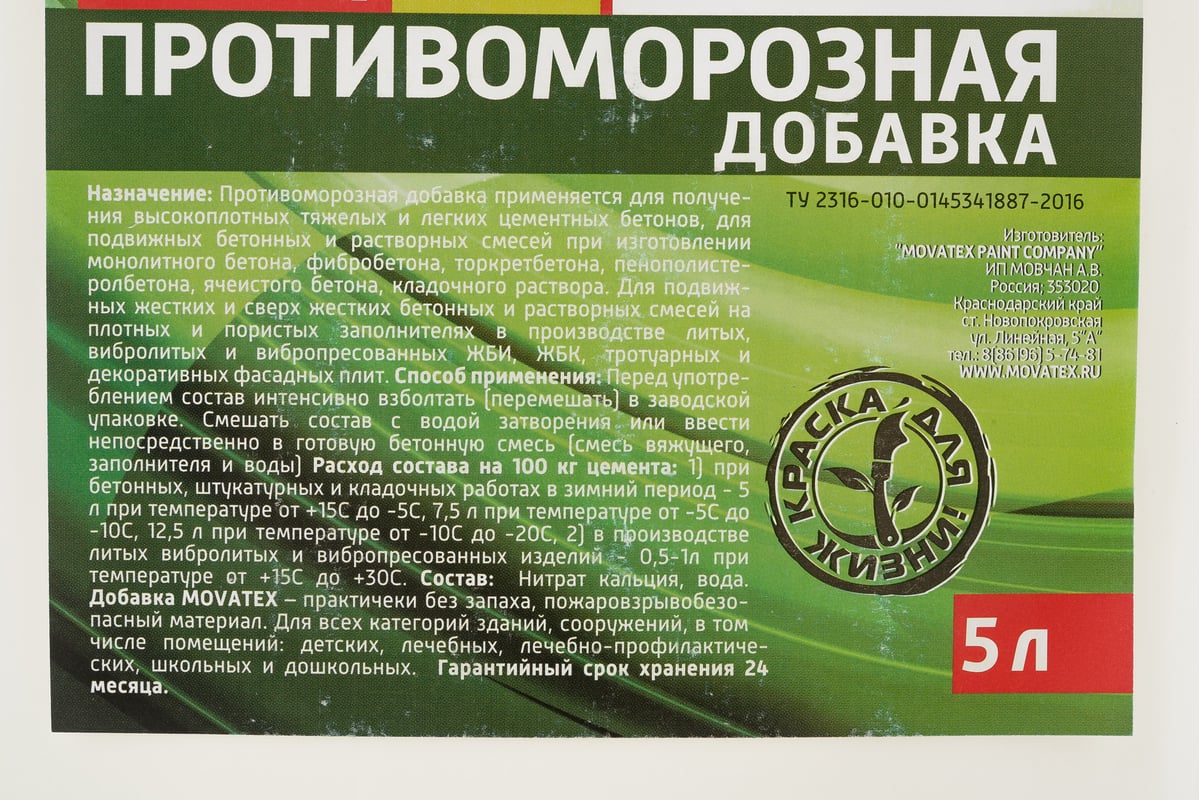 ПРОТИВОМОРОЗНАЯ
ДОБАВКА
Назначение: Противоморозная добавка применяется для получе-
ния высокоплотных тяжелых и легких цементных бетонов, для
подвижных бетонных и растворных смесей при изготовлении
монолитного бетона, фибробетона, торкретбетона, пенополисте-
ролбетона, ячеистого бетона, кладочного раствора. Для подвиж-
ных жестких и сверх жестких бетонных и растворных смесей на
плотных и пористых заполнителях в производстве литых,
вибролитых и вибропресованных ЖБИ, ЖБК, тротуарных и
декоративных фасадных плит. Способ применения: Перед употре-
блением состав интенсивно взболтать (перемешать) в заводской
упаковке. Смешать состав с водой затворения или ввести
непосредственно в готовую бетонную смесь (смесь вяжущего,
заполнителя и воды) Расход состава на 100 кг цемента: 1) при
бетонных, штукатурных и кладочных работах в зимний период - 5
л при температуре от +15С до -5С, 7,5 л при температуре от -5С до
-10С, 12,5 л при температуре от -10С до -20С, 2) в производстве
литых вибролитых и вибропресованных изделий - 0,5-1л при
температуре от +15С до +30С. Состав: Нитрат кальция, вода.
Добавка MOVATEX – практичеки без запаха, пожаровзрывобезо-
пасный материал. Для всех категорий зданий, сооружений, в том
числе помещений: детских, лечебных, лечебно-профилактиче-
ских, школьных и дошкольных. Гарантийный срок хранения 24
месяца.
ТУ 2316-010-0145341887-2016
Изготовитель:
"MOVATEX PAINT COMPANY"
ИП МОВЧАН А.В.
Россия; 353020
Краснодарский край
ст. Новопокровская
ул. Линейная, 5"А"
тел.: 8(86196) 5-74-81
WWW.MOVATEX.RU
КРАСКА ДЛЯ
ЖИЗНИ
5 л